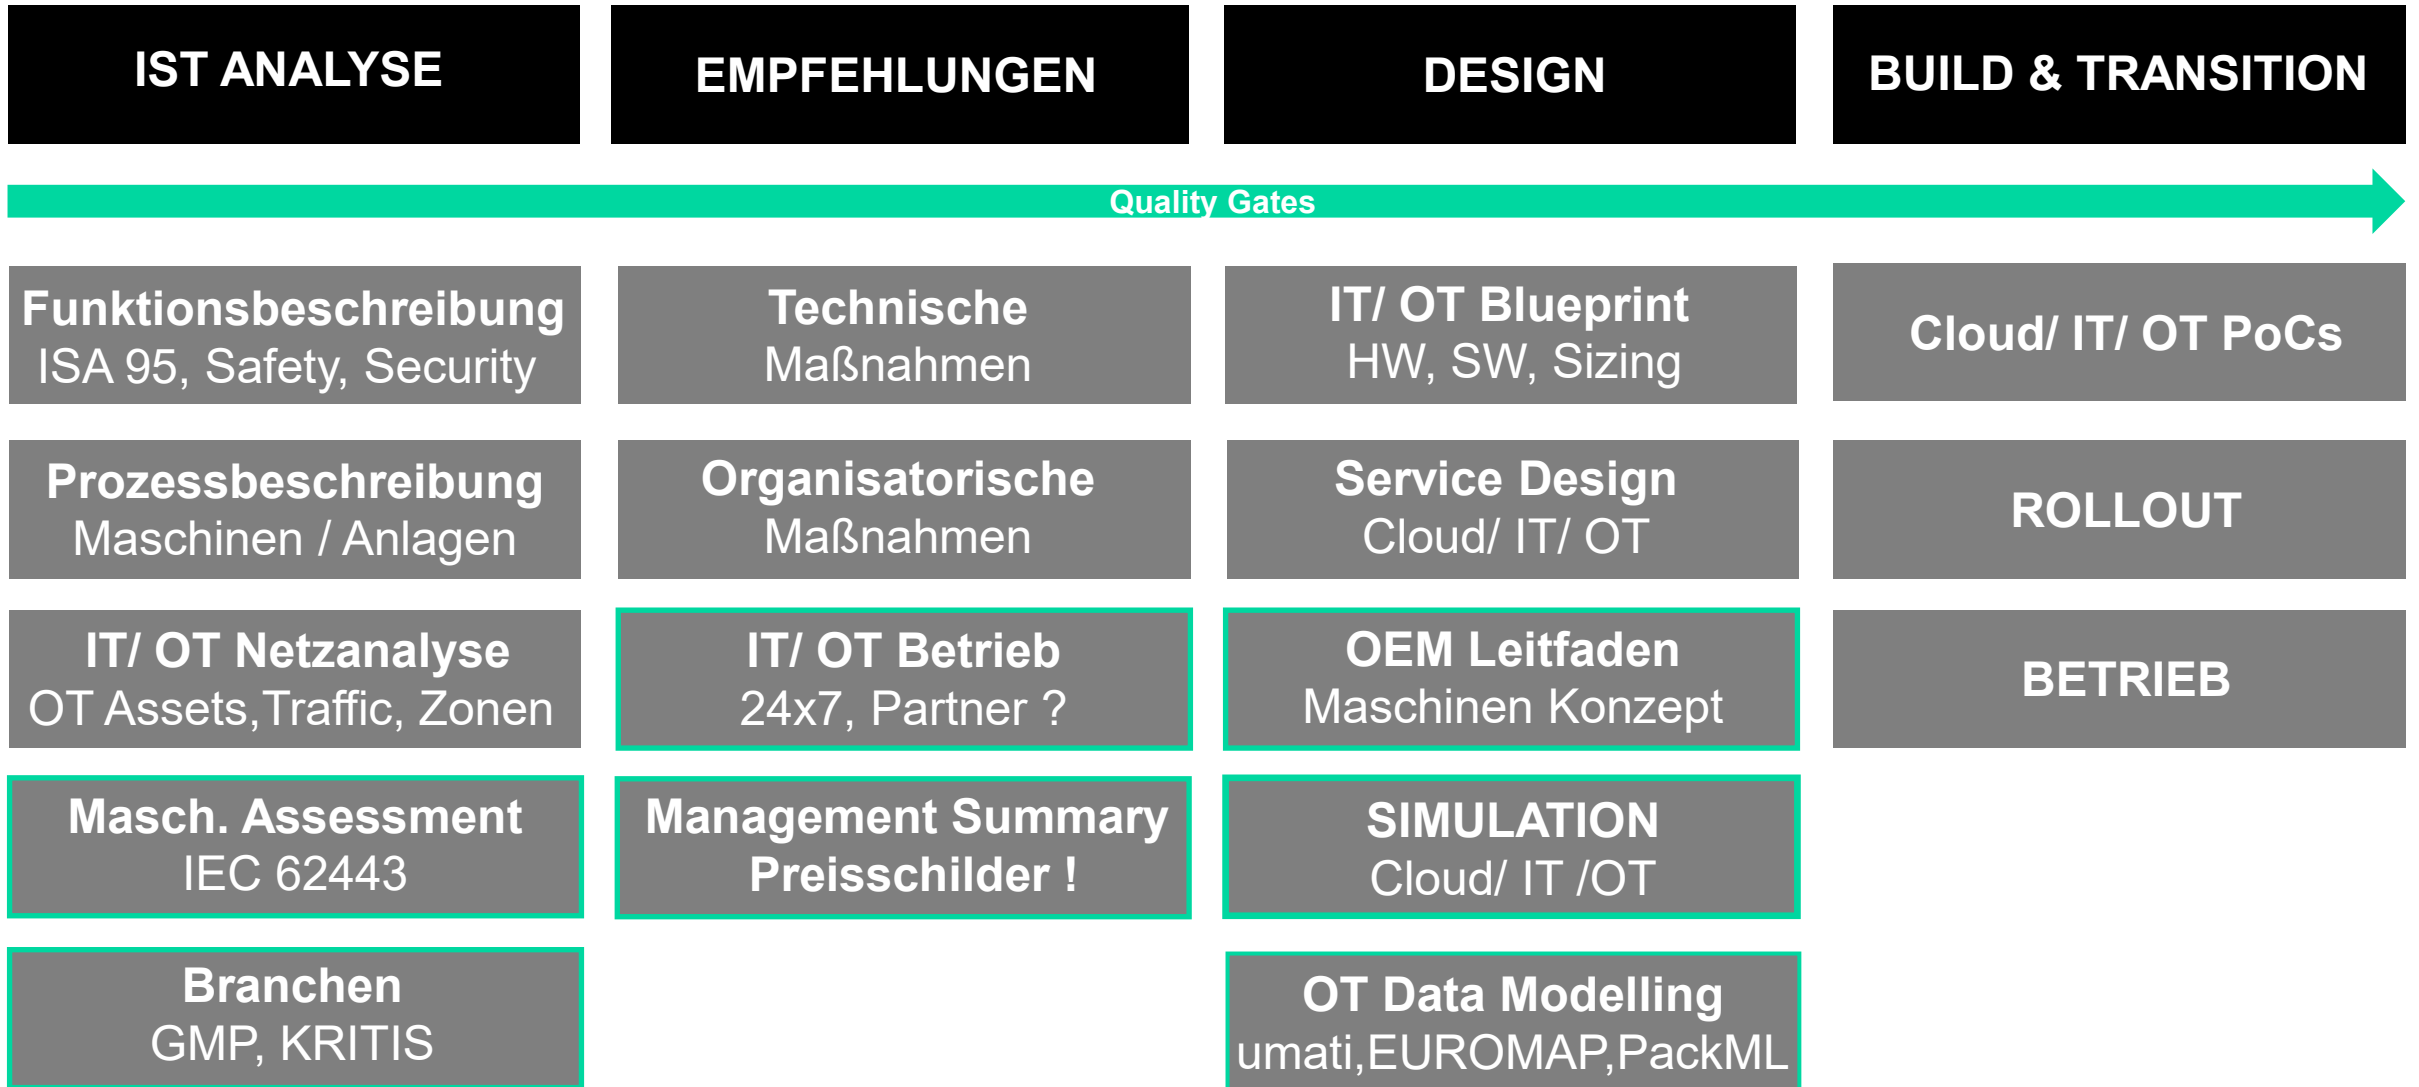 IST ANALYSE
EMPFEHLUNGEN
DESIGN
BUILD & TRANSITION
Quality Gates
Funktionsbeschreibung
ISA 95, Safety, Security
Technische
Maßnahmen
IT/ OT Blueprint
HW, SW, Sizing
Cloud/ IT/ OT PoCs
Prozessbeschreibung
Maschinen / Anlagen
Organisatorische
Maßnahmen
Service Design
Cloud/ IT/ OT
ROLLOUT
IT/ OT Netzanalyse
OT Assets,Traffic, Zonen
IT/ OT Betrieb
24x7, Partner ?
OEM Leitfaden
Maschinen Konzept
BETRIEB
Masch. Assessment
IEC 62443
Management Summary
Preisschilder !
SIMULATION
Cloud/ IT /OT
Branchen
GMP, KRITIS
OT Data Modelling
umati,EUROMAP,PackML